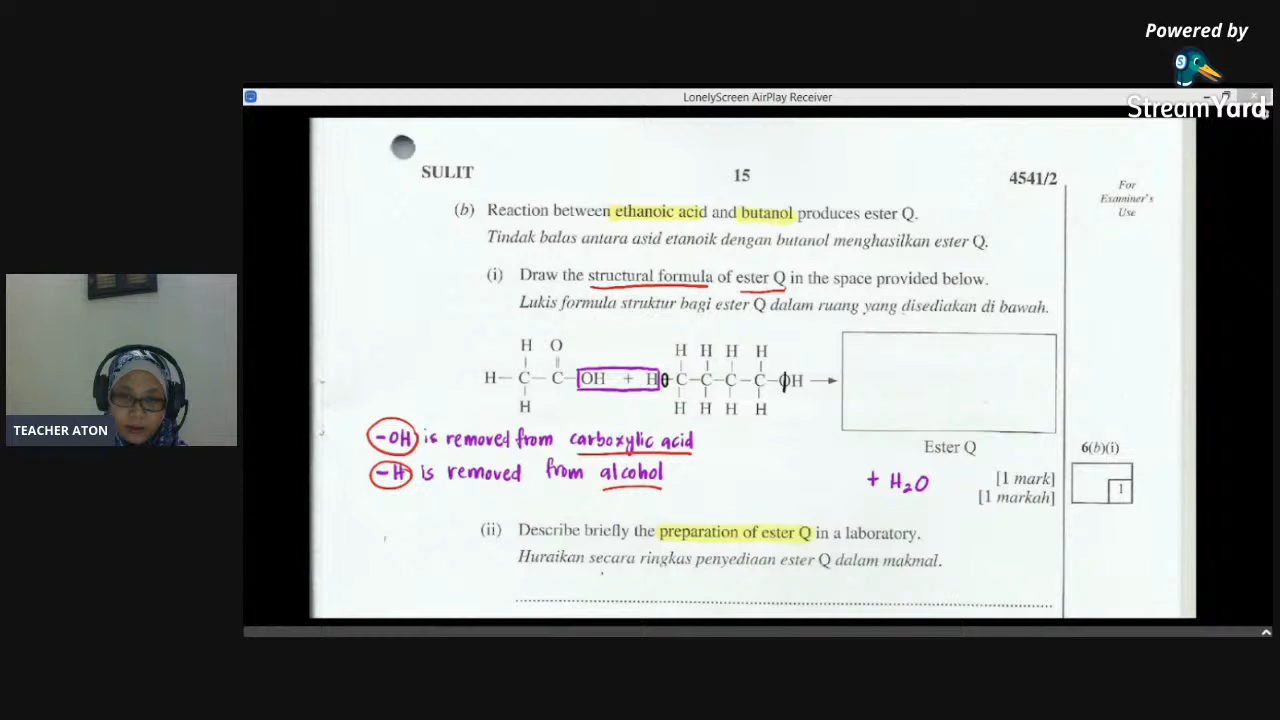 Powered by
StreamYard
LonelyScreen AirPlay Receiver
SULIT 15 4541/2
For
Examiner's
Use
(b) Reaction between ethanoic acid and butanol produces ester Q.
Tindak balas antara asid etanoik dengan butanol menghasilkan ester Q.
(i) Draw the structural formula of ester Q in the space provided below.
Lukis formula struktur bagi ester Q dalam ruang yang disediakan di bawah.
H O H H H H
H – C – C – OH + HO – C – C – C – C – OH →
H H H H H
TEACHER ATON
-OH is removed from carboxylic acid
Ester Q
6(b)(i)
-H is removed from alcohol
+ H₂O
[1 mark]
[1 markah]
1
(ii) Describe briefly the preparation of ester Q in a laboratory.
Huraikan secara ringkas penyediaan ester Q dalam makmal.